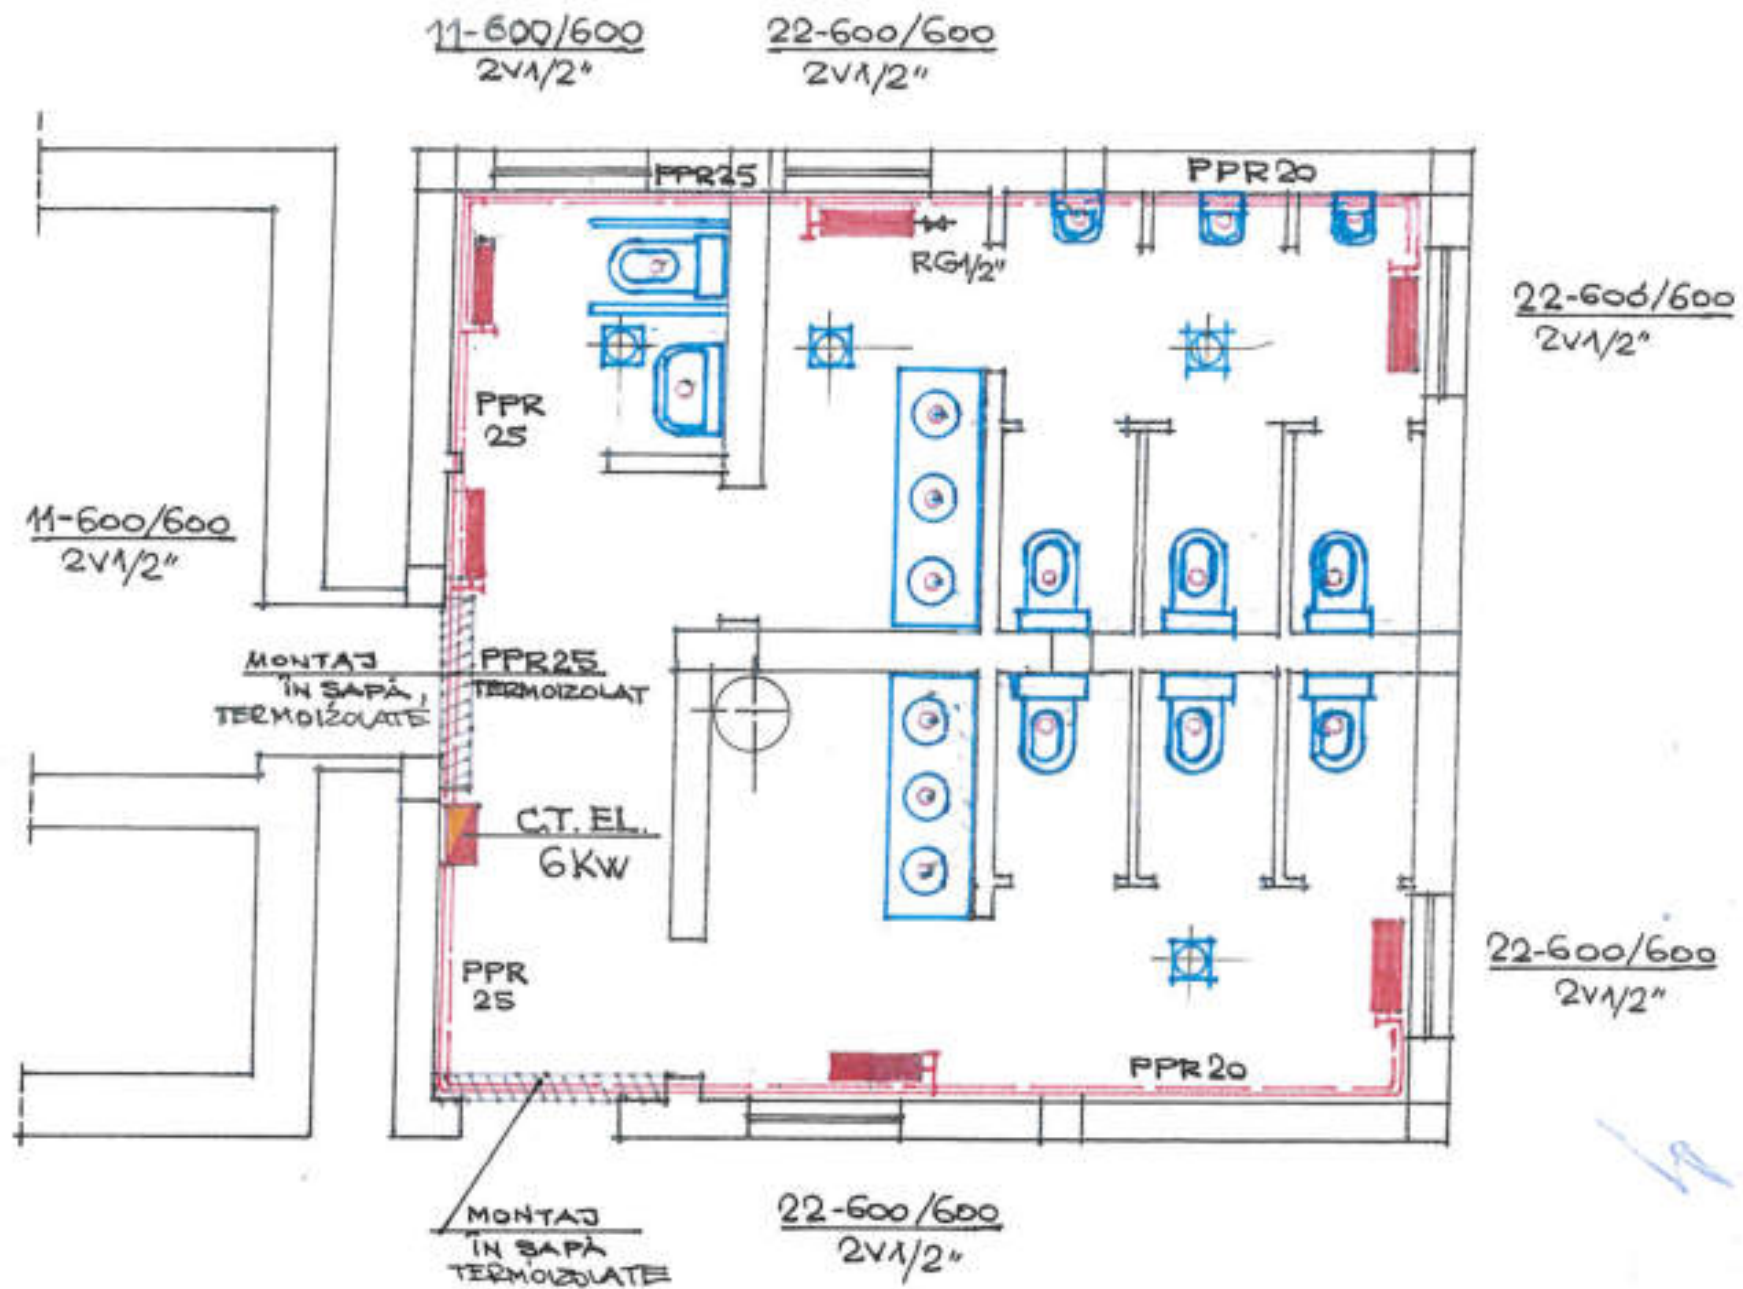 11-600/600
2V1/2"
22-600/600
2V1/2"
PPR25
PPR20
RG1/2"
22-600/600
2V1/2"
PPR
25
11-600/600
2V1/2"
MONTAJ
ÎN ȘAPĂ,
TERMOIZOLATE
PPR25
TERMOIZOLAT
C.T. EL.
6KW
PPR
25
22-600/600
2V1/2"
PPR20
MONTAJ
ÎN ȘAPĂ
TERMOIZOLATE
22-600/600
2V1/2"